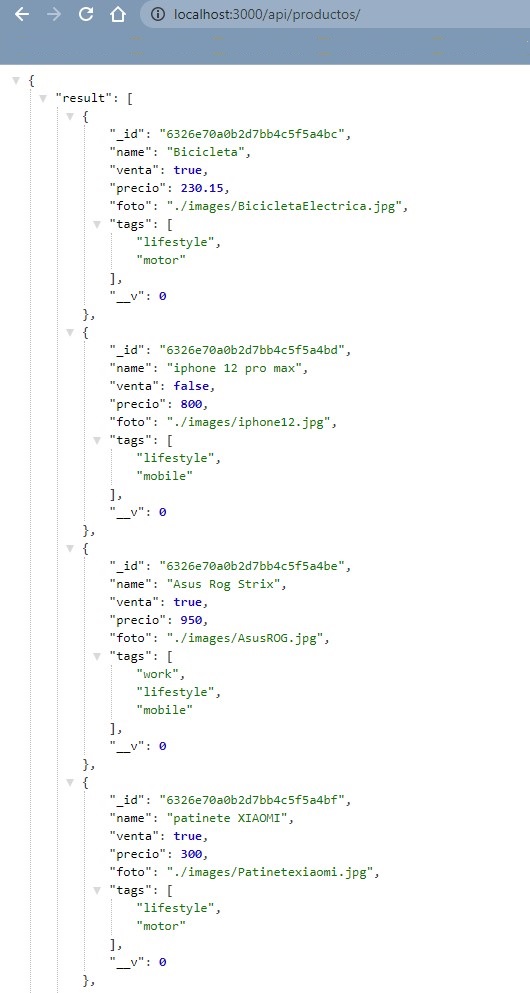 localhost:3000/api/productos/
{
"result": [
{
"_id": "6326e70a0b2d7bb4c5f5a4bc",
"name": "Bicicleta",
"venta": true,
"precio": 230.15,
"foto": "./images/BicicletaElectrica.jpg",
"tags": [
"lifestyle",
"motor"
],
"__v": 0
},
{
"_id": "6326e70a0b2d7bb4c5f5a4bd",
"name": "iphone 12 pro max",
"venta": false,
"precio": 800,
"foto": "./images/iphone12.jpg",
"tags": [
"lifestyle",
"mobile"
],
"__v": 0
},
{
"_id": "6326e70a0b2d7bb4c5f5a4be",
"name": "Asus Rog Strix",
"venta": true,
"precio": 950,
"foto": "./images/AsusROG.jpg",
"tags": [
"work",
"lifestyle",
"mobile"
],
"__v": 0
},
{
"_id": "6326e70a0b2d7bb4c5f5a4bf",
"name": "patinete XIAOMI",
"venta": true,
"precio": 300,
"foto": "./images/Patinetexiaomi.jpg",
"tags": [
"lifestyle",
"motor"
],
"__v": 0
},